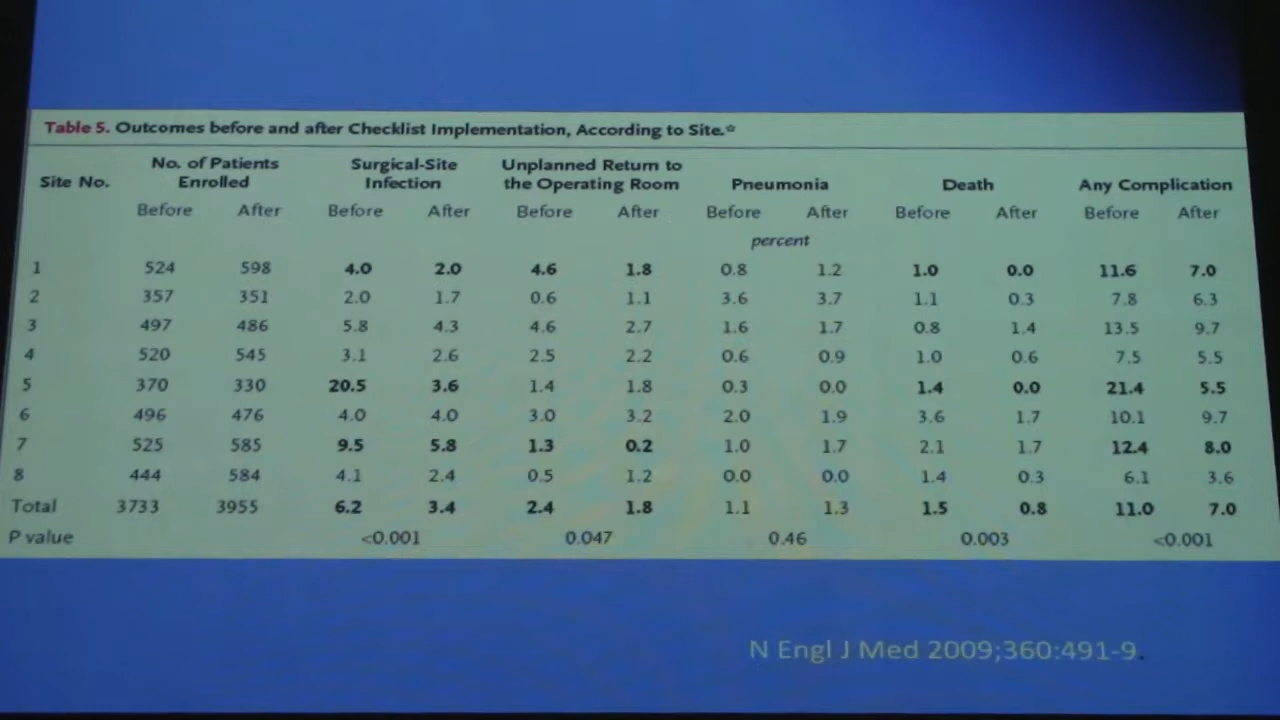 Table 5. Outcomes before and after Checklist Implementation, According to Site.*
Site No. No. of Patients Enrolled Surgical-Site Infection Unplanned Return to the Operating Room Pneumonia Death Any Complication
Before After Before After Before After Before After Before After Before After
percent
1 524 598 4.0 2.0 4.6 1.8 0.8 1.2 1.0 0.0 11.6 7.0
2 357 351 2.0 1.7 0.6 1.1 3.6 3.7 1.1 0.3 7.8 6.3
3 497 486 5.8 4.3 4.6 2.7 1.6 1.7 0.8 1.4 13.5 9.7
4 520 545 3.1 2.6 2.5 2.2 0.6 0.9 1.0 0.6 7.5 5.5
5 370 330 20.5 3.6 1.4 1.8 0.3 0.0 1.4 0.0 21.4 5.5
6 496 476 4.0 4.0 3.0 3.2 2.0 1.9 3.6 1.7 10.1 9.7
7 525 585 9.5 5.8 1.3 0.2 1.0 1.7 2.1 1.7 12.4 8.0
8 444 584 4.1 2.4 0.5 1.2 0.0 0.0 1.4 0.3 6.1 3.6
Total 3733 3955 6.2 3.4 2.4 1.8 1.1 1.3 1.5 0.8 11.0 7.0
P value <0.001 0.047 0.46 0.003 <0.001
N Engl J Med 2009;360:491-9.